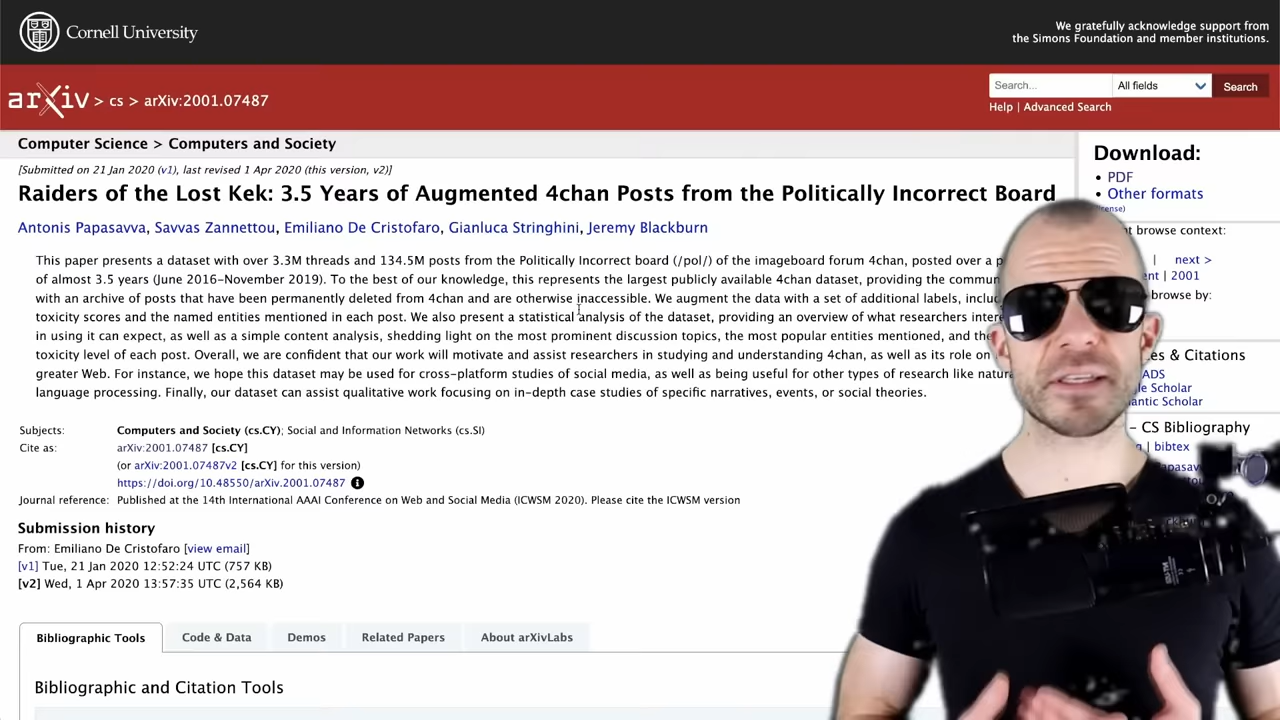 Cornell University
We gratefully acknowledge support from
the Simons Foundation and member institutions.
arXiv > cs > arXiv:2001.07487
Search...
All fields
Search
Help | Advanced Search
Computer Science > Computers and Society
[Submitted on 21 Jan 2020 (v1), last revised 1 Apr 2020 (this version, v2)]
Raiders of the Lost Kek: 3.5 Years of Augmented 4chan Posts from the Politically Incorrect Board
Antonis Papasavva, Savvas Zannettou, Emiliano De Cristofaro, Gianluca Stringhini, Jeremy Blackburn
This paper presents a dataset with over 3.3M threads and 134.5M posts from the Politically Incorrect board (/pol/) of the imageboard forum 4chan, posted over a
of almost 3.5 years (June 2016-November 2019). To the best of our knowledge, this represents the largest publicly available 4chan dataset, providing the
with an archive of posts that have been permanently deleted from 4chan and are otherwise inaccessible. We augment the data with a set of additional labels,
toxicity scores and the named entities mentioned in each post. We also present a statistical analysis of the dataset, providing an overview of what researchers
in using it can expect, as well as a simple content analysis, shedding light on the most prominent discussion topics, the most popular entities mentioned, and the
toxicity level of each post. Overall, we are confident that our work will motivate and assist researchers in studying and understanding 4chan, as well as its role on
greater Web. For instance, we hope this dataset may be used for cross-platform studies of social media, as well as being useful for other types of research like
language processing. Finally, our dataset can assist qualitative work focusing on in-depth case studies of specific narratives, events, or social theories.
Subjects: Computers and Society (cs.CY); Social and Information Networks (cs.SI)
Cite as: arXiv:2001.07487 [cs.CY]
(or arXiv:2001.07487v2 [cs.CY] for this version)
https://doi.org/10.48550/arXiv.2001.07487
Journal reference: Published at the 14th International AAAI Conference on Web and Social Media (ICWSM 2020). Please cite the ICWSM version
Submission history
From: Emiliano De Cristofaro [view email]
[v1] Tue, 21 Jan 2020 12:52:24 UTC (757 KB)
[v2] Wed, 1 Apr 2020 13:57:35 UTC (2,564 KB)
Bibliographic Tools
Code & Data
Demos
Related Papers
About arXivLabs
Bibliographic and Citation Tools
Download:
• PDF
• Other formats
browse context:
| next >
| 2001
browse by:
& Citations
ADS
Scholar
Scholar
- CS Bibliography
| bibtex